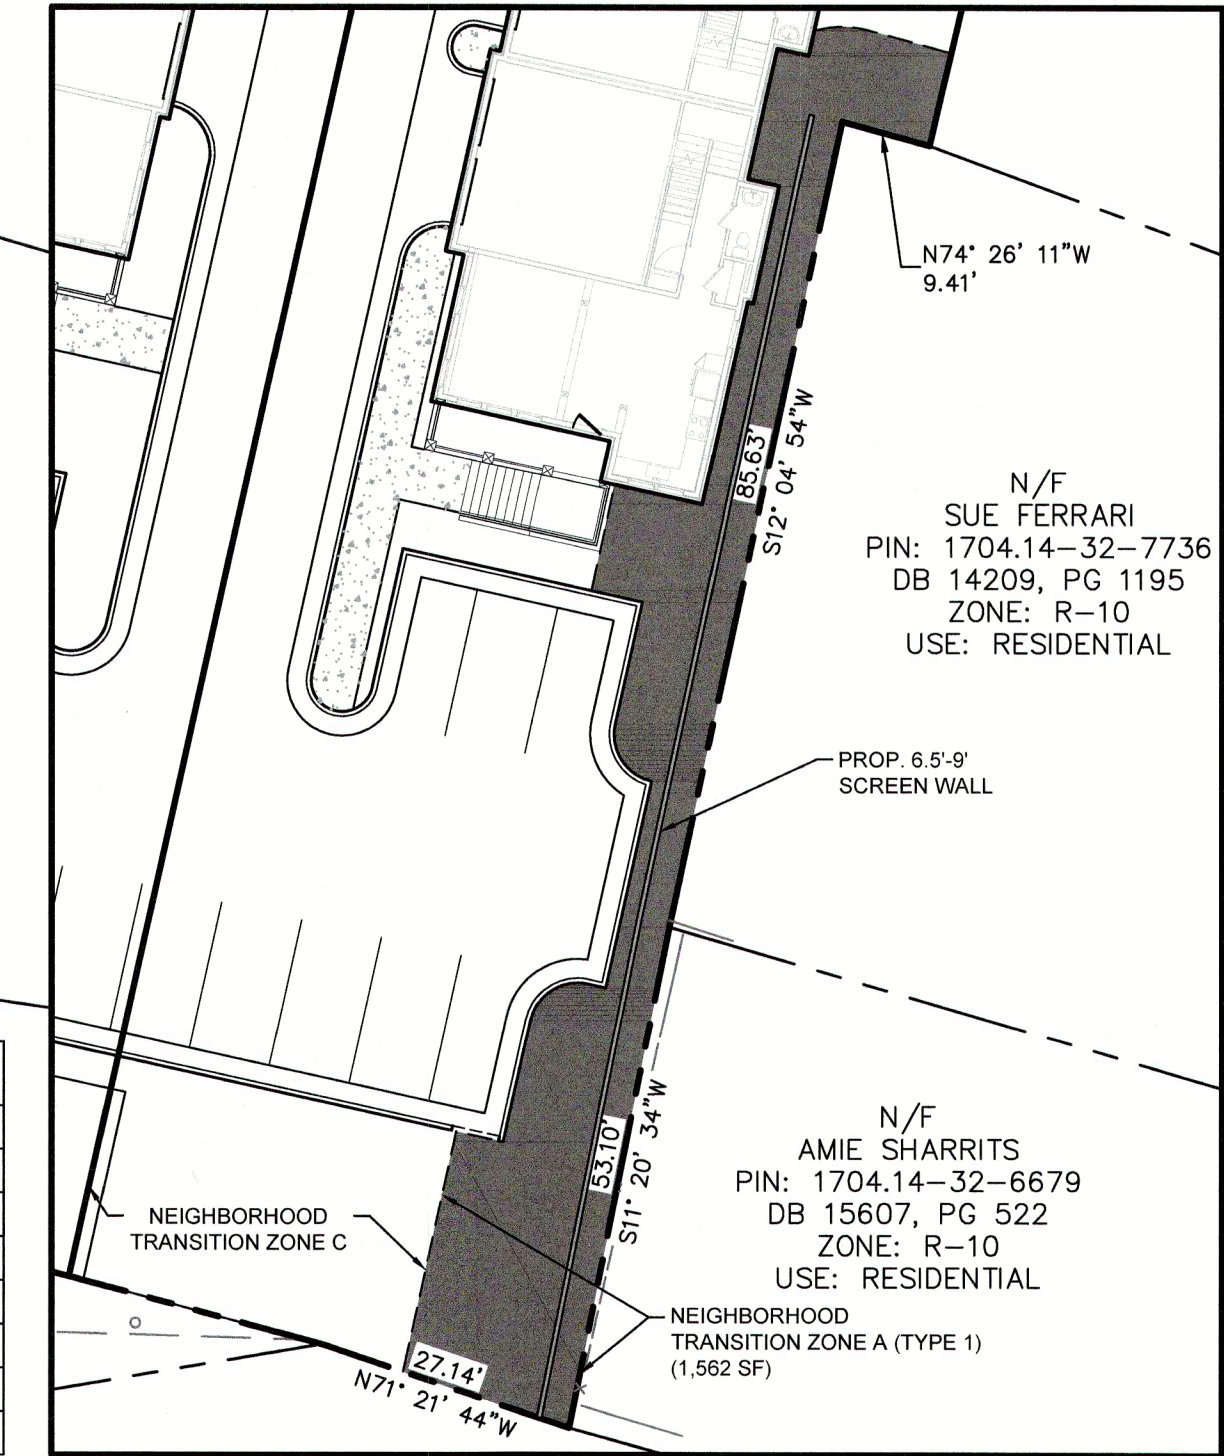 N74° 26' 11"W
9.41'
85.63'
S12° 04' 54"W
N/F
SUE FERRARI
PIN: 1704.14-32-7736
DB 14209, PG 1195
ZONE: R-10
USE: RESIDENTIAL
PROP. 6.5'-9'
SCREEN WALL
53.10'
S11° 20' 34"W
N/F
AMIE SHARRITS
PIN: 1704.14-32-6679
DB 15607, PG 522
ZONE: R-10
USE: RESIDENTIAL
NEIGHBORHOOD
TRANSITION ZONE C
NEIGHBORHOOD
TRANSITION ZONE A (TYPE 1)
(1,562 SF)
27.14'
N71° 21' 44"W